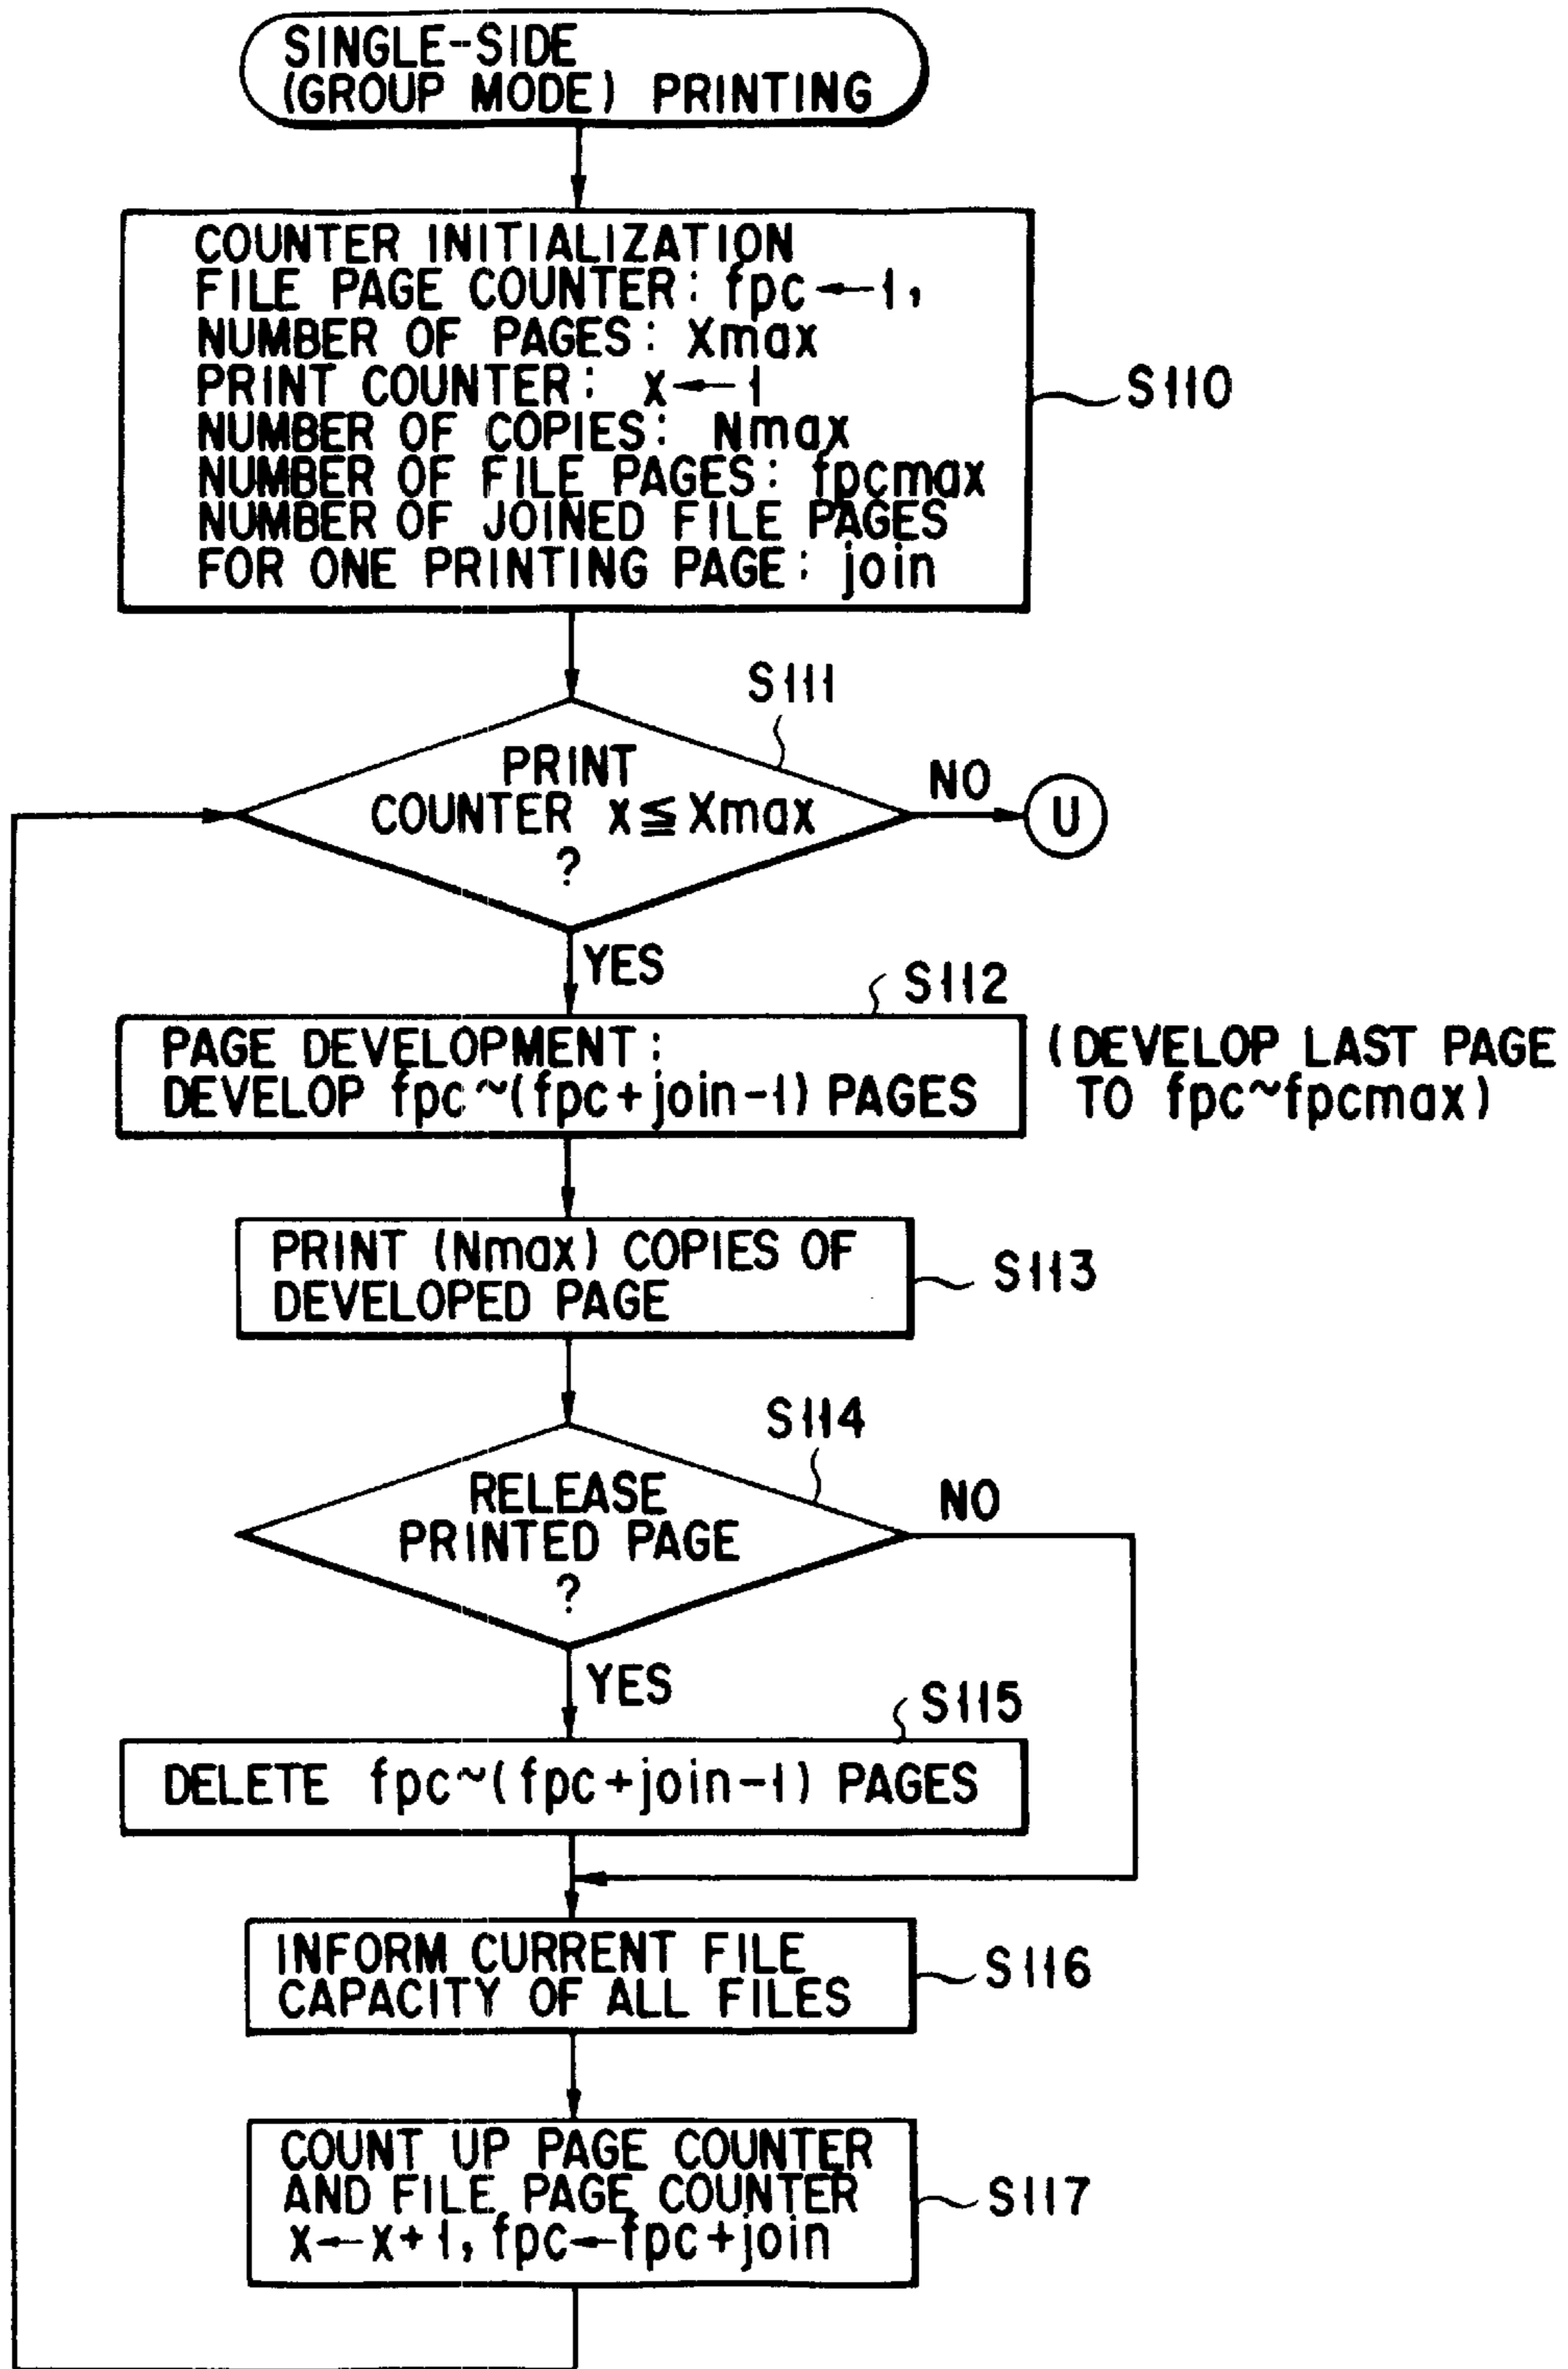 SINGLE-SIDE
(GROUP MODE) PRINTING
COUNTER INITIALIZATION
FILE PAGE COUNTER: fpc←1,
NUMBER OF PAGES: Xmax
PRINT COUNTER: x←1
NUMBER OF COPIES: Nmax
NUMBER OF FILE PAGES: fpcmax
NUMBER OF JOINED FILE PAGES
FOR ONE PRINTING PAGE: join
S110
S111
PRINT
COUNTER x≦Xmax
?
NO
U
YES
S112
PAGE DEVELOPMENT:
DEVELOP fpc~(fpc+join-1) PAGES
(DEVELOP LAST PAGE
TO fpc~fpcmax)
PRINT (Nmax) COPIES OF
DEVELOPED PAGE
S113
S114
RELEASE
PRINTED PAGE
?
NO
YES
S115
DELETE fpc~(fpc+join-1) PAGES
INFORM CURRENT FILE
CAPACITY OF ALL FILES
S116
COUNT UP PAGE COUNTER
AND FILE PAGE COUNTER
x←x+1, fpc←fpc+join
S117